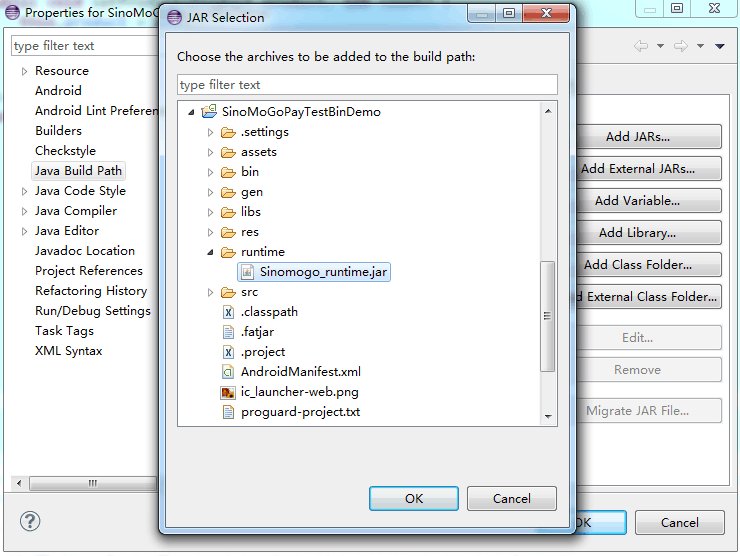 Properties for SinoMoG
type filter text
Resource
Android
Android Lint Preferen
Builders
Checkstyle
Java Build Path
Java Code Style
Java Compiler
Java Editor
Javadoc Location
Project References
Refactoring History
Run/Debug Settings
Task Tags
XML Syntax
JAR Selection
Choose the archives to be added to the build path:
type filter text
SinoMoGoPayTestBinDemo
.settings
assets
bin
gen
libs
res
runtime
Sinomogo_runtime.jar
src
.classpath
.fatjar
.project
AndroidManifest.xml
ic_launcher-web.png
proguard-project.txt
OK
Cancel
Add JARs...
Add External JARs...
Add Variable...
Add Library...
Add Class Folder...
d External Class Folder...
Edit...
Remove
Migrate JAR File...
OK
Cancel